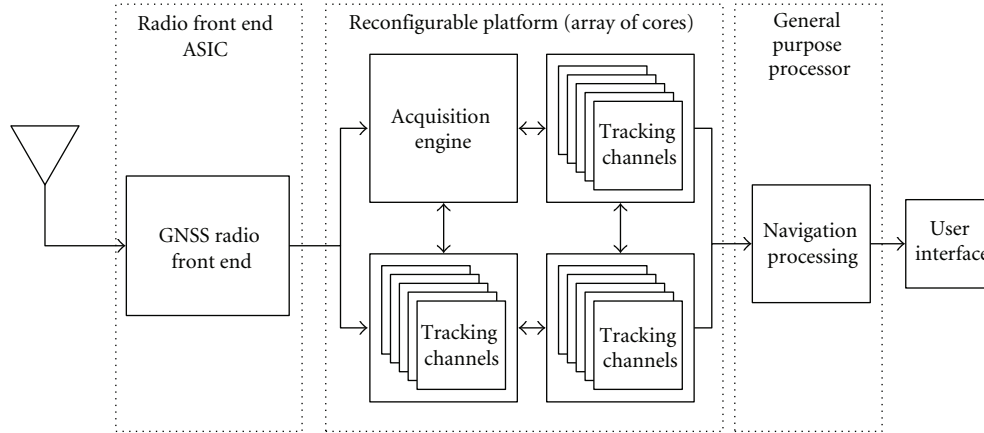 Radio front end
ASIC
Reconfigurable platform (array of cores)
General
purpose
processor
Acquisition
engine
Tracking
channels
GNSS radio
front end
Tracking
channels
Tracking
channels
Navigation
processing
User
interface